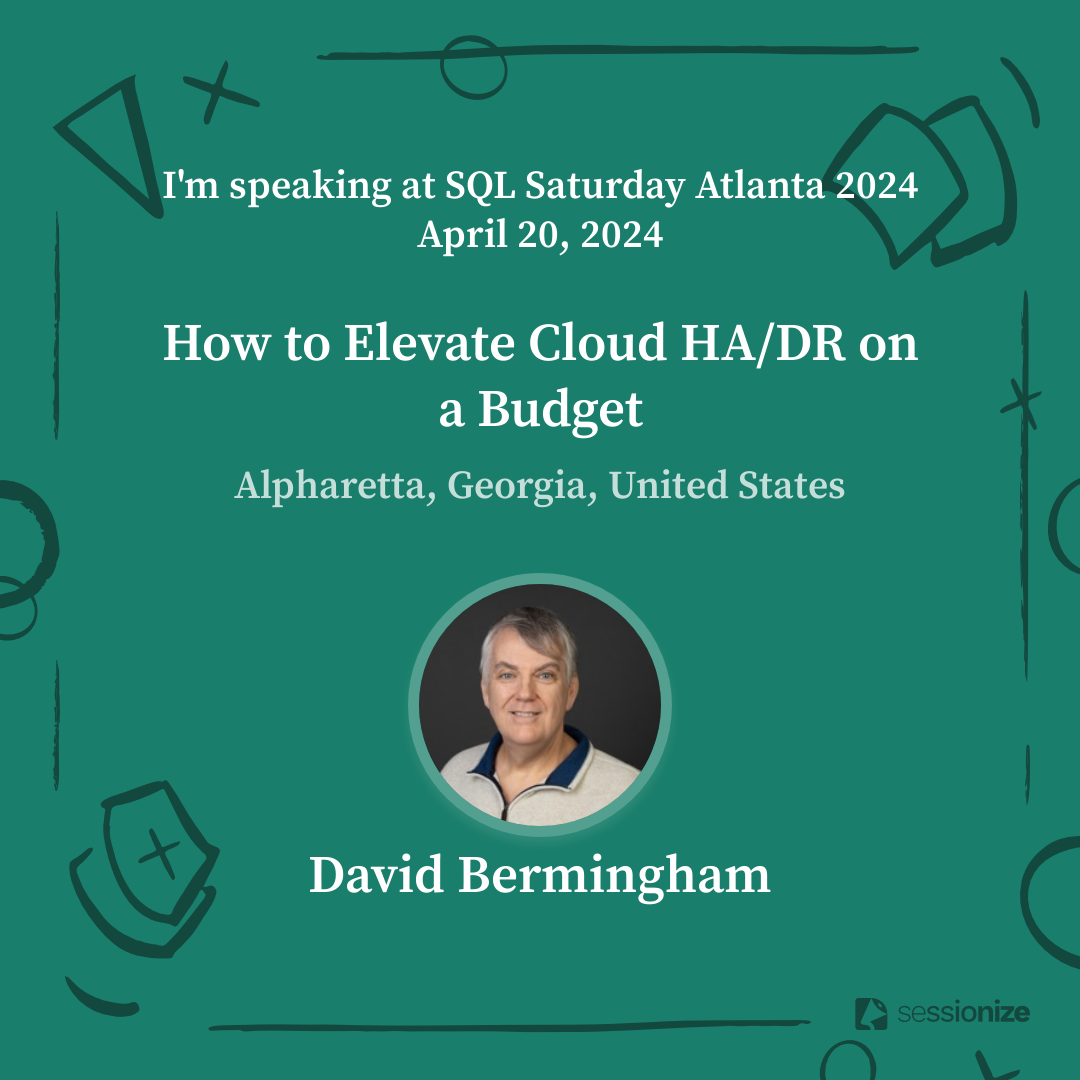 I'm speaking at SQL Saturday Atlanta 2024
April 20, 2024
How to Elevate Cloud HA/DR on
a Budget
Alpharetta, Georgia, United States
David Bermingham
sessionize